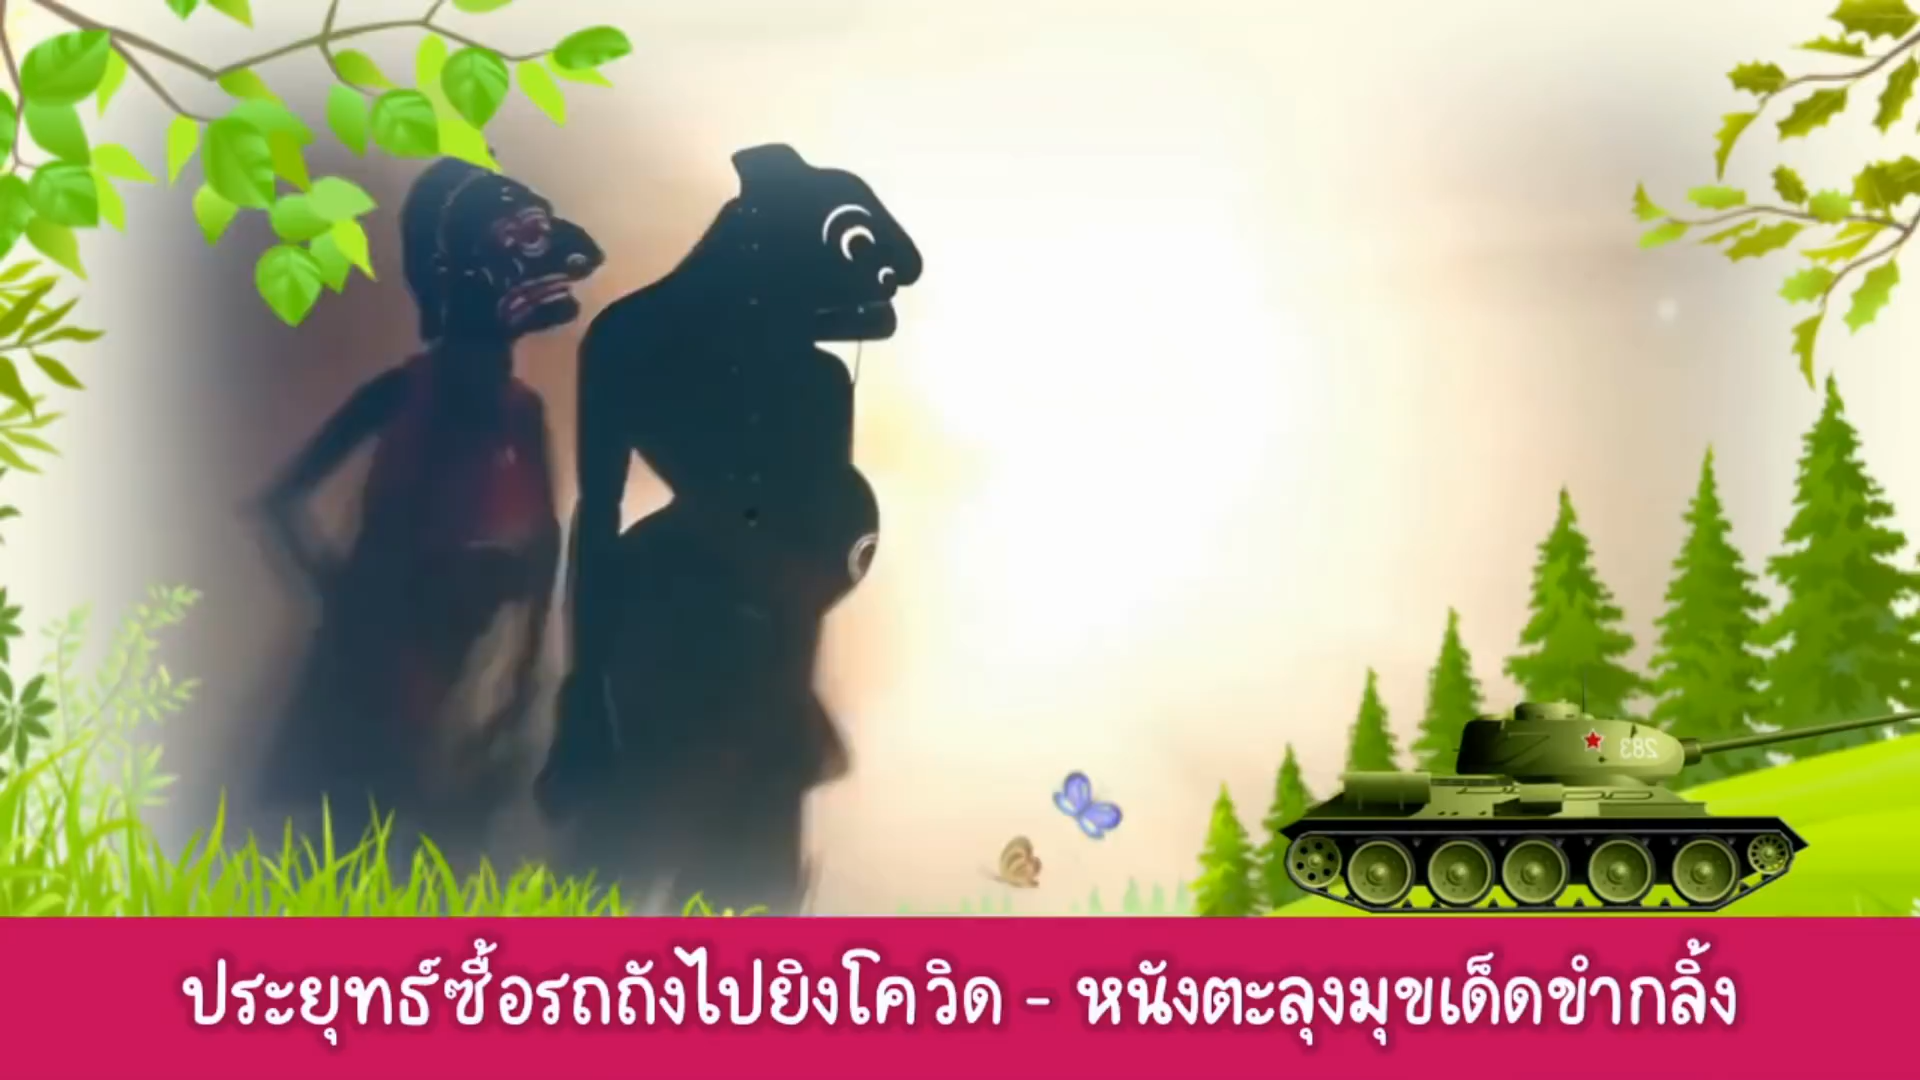 283
ประยุทธ์ซื้อรถถังไปยิงโควิด - หนังตะลุงมุขเด็ดขำกลิ้ง